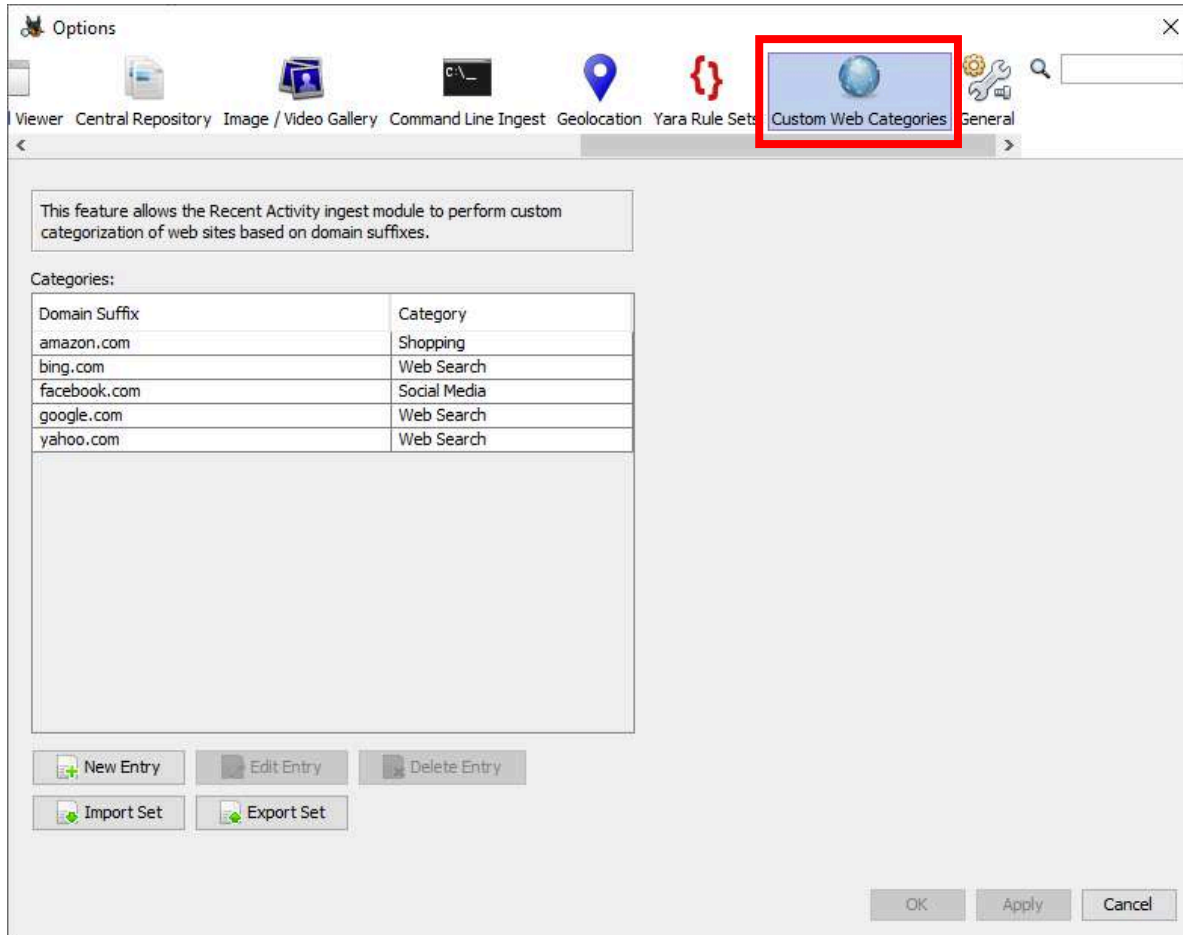 Options
C:\_
l Viewer Central Repository Image / Video Gallery Command Line Ingest Geolocation Yara Rule Sets Custom Web Categories General
This feature allows the Recent Activity ingest module to perform custom
categorization of web sites based on domain suffixes.
Categories:
Domain Suffix Category
amazon.com Shopping
bing.com Web Search
facebook.com Social Media
google.com Web Search
yahoo.com Web Search
New Entry Edit Entry Delete Entry
Import Set Export Set
OK Apply Cancel